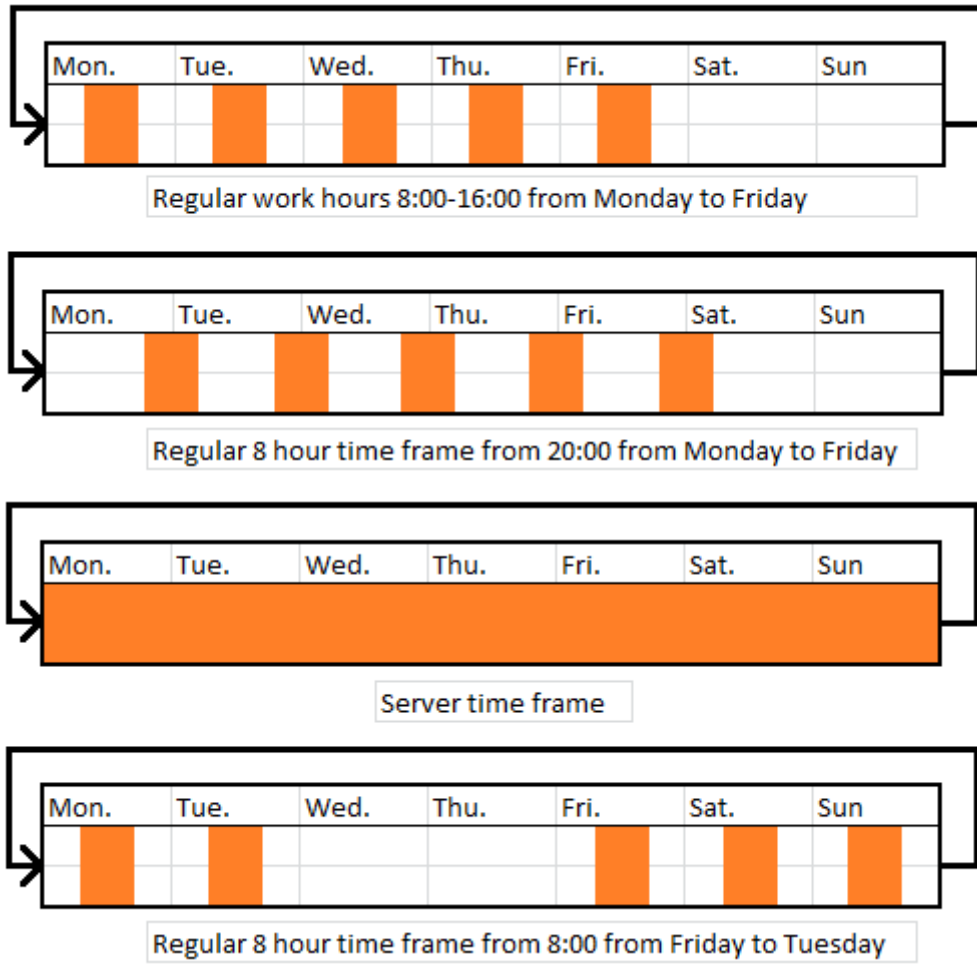 Mon. Tue. Wed. Thu. Fri. Sat. Sun
Regular work hours 8:00-16:00 from Monday to Friday
Mon. Tue. Wed. Thu. Fri. Sat. Sun
Regular 8 hour time frame from 20:00 from Monday to Friday
Mon. Tue. Wed. Thu. Fri. Sat. Sun
Server time frame
Mon. Tue. Wed. Thu. Fri. Sat. Sun
Regular 8 hour time frame from 8:00 from Friday to Tuesday